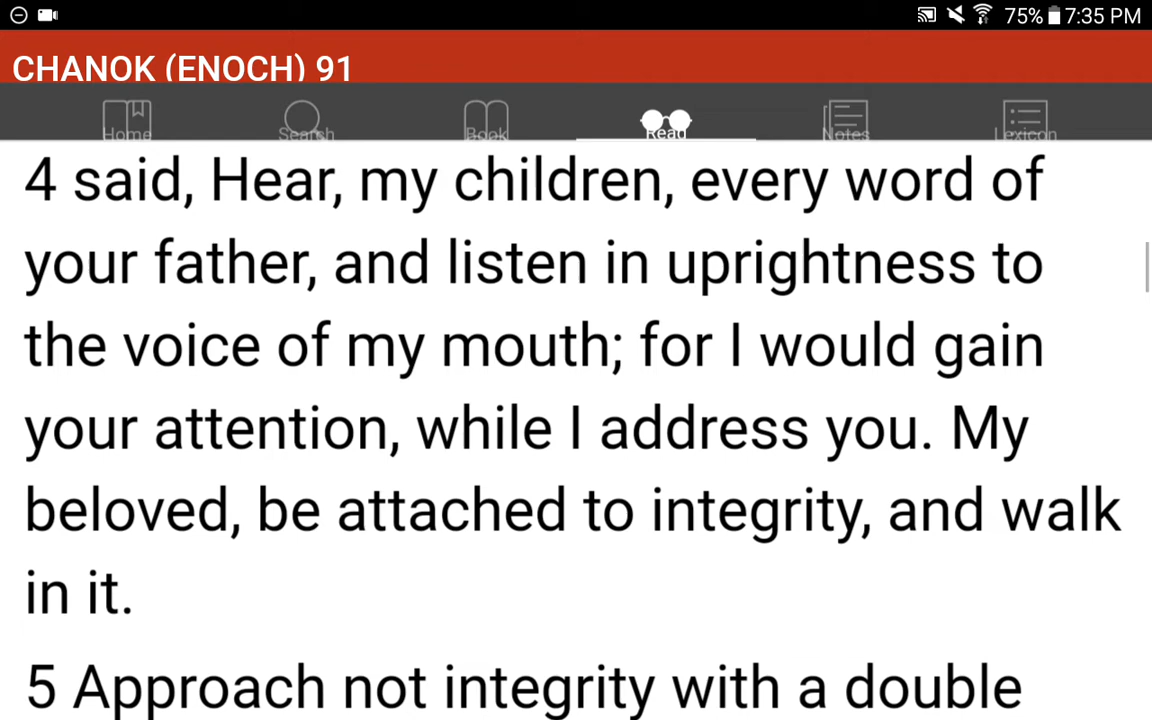 75% 7:35 PM
CHANOK (ENOCH) 91
Home Search Book Read Notes Lexicon
4 said, Hear, my children, every word of
your father, and listen in uprightness to
the voice of my mouth; for I would gain
your attention, while I address you. My
beloved, be attached to integrity, and walk
in it.
5 Approach not integrity with a double